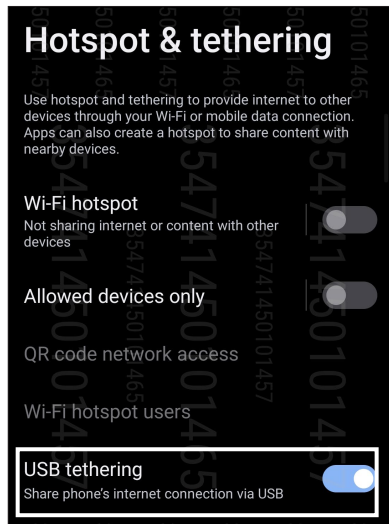 Hotspot & tethering
Use hotspot and tethering to provide internet to other
devices through your Wi-Fi or mobile data connection.
Apps can also create a hotspot to share content with
nearby devices.
Wi-Fi hotspot
Not sharing internet or content with other
devices
Allowed devices only
QR code network access
Wi-Fi hotspot users
USB tethering
Share phone's internet connection via USB